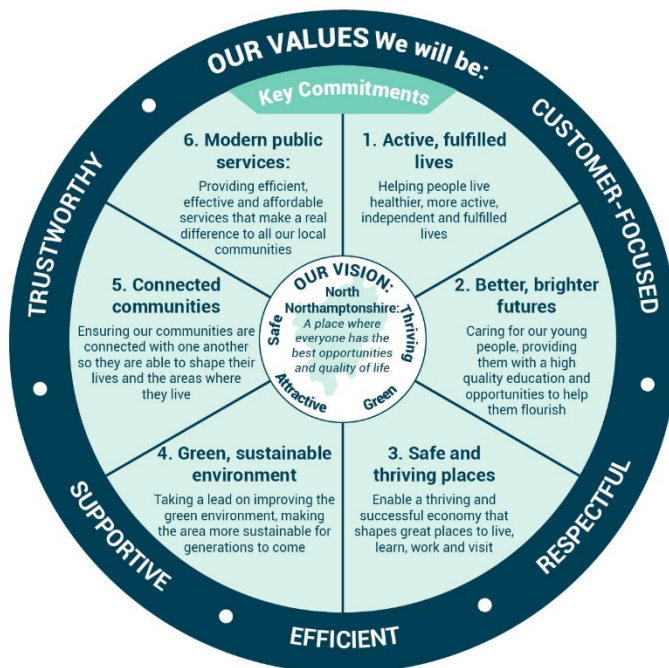 OUR VALUES We will be:
CUSTOMER-FOCUSED
RESPECTFUL
EFFICIENT
SUPPORTIVE
TRUSTWORTHY
Key Commitments
1. Active, fulfilled
lives
Helping people live
healthier, more active,
independent and fulfilled
lives
2. Better, brighter
futures
Caring for our young
people, providing
them with a high
quality education and
opportunities to help
them flourish
3. Safe and
thriving places
Enable a thriving and
successful economy that
shapes great places to live,
learn, work and visit
4. Green, sustainable
environment
Taking a lead on improving the
green environment, making
the area more sustainable for
generations to come
5. Connected
communities
Ensuring our communities are
connected with one another
so they are able to shape their
lives and the areas where
they live
6. Modern public
services:
Providing efficient,
effective and affordable
services that make a real
difference to all our local
communities
OUR VISION:
North
Northamptonshire:
A place where
everyone has the
best opportunities
and quality of life
Safe
Thriving
Green
Attractive